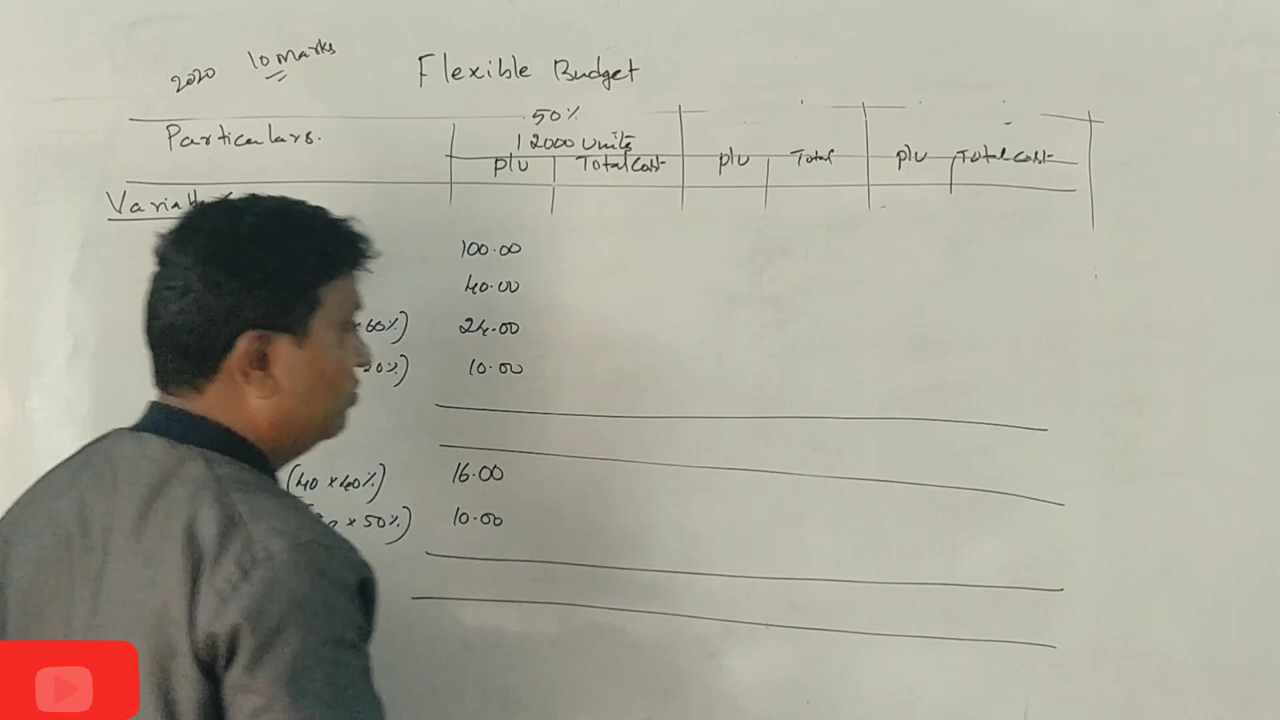 2020 10 Marks
Flexible Budget
Particulars.
50%
12000 units
P/U Total Cost P/U Total P/U Total Cost
100.00
40.00
60%) 24.00
20%) 10.00
(40 x 40%) 16.00
x 50%) 10.00